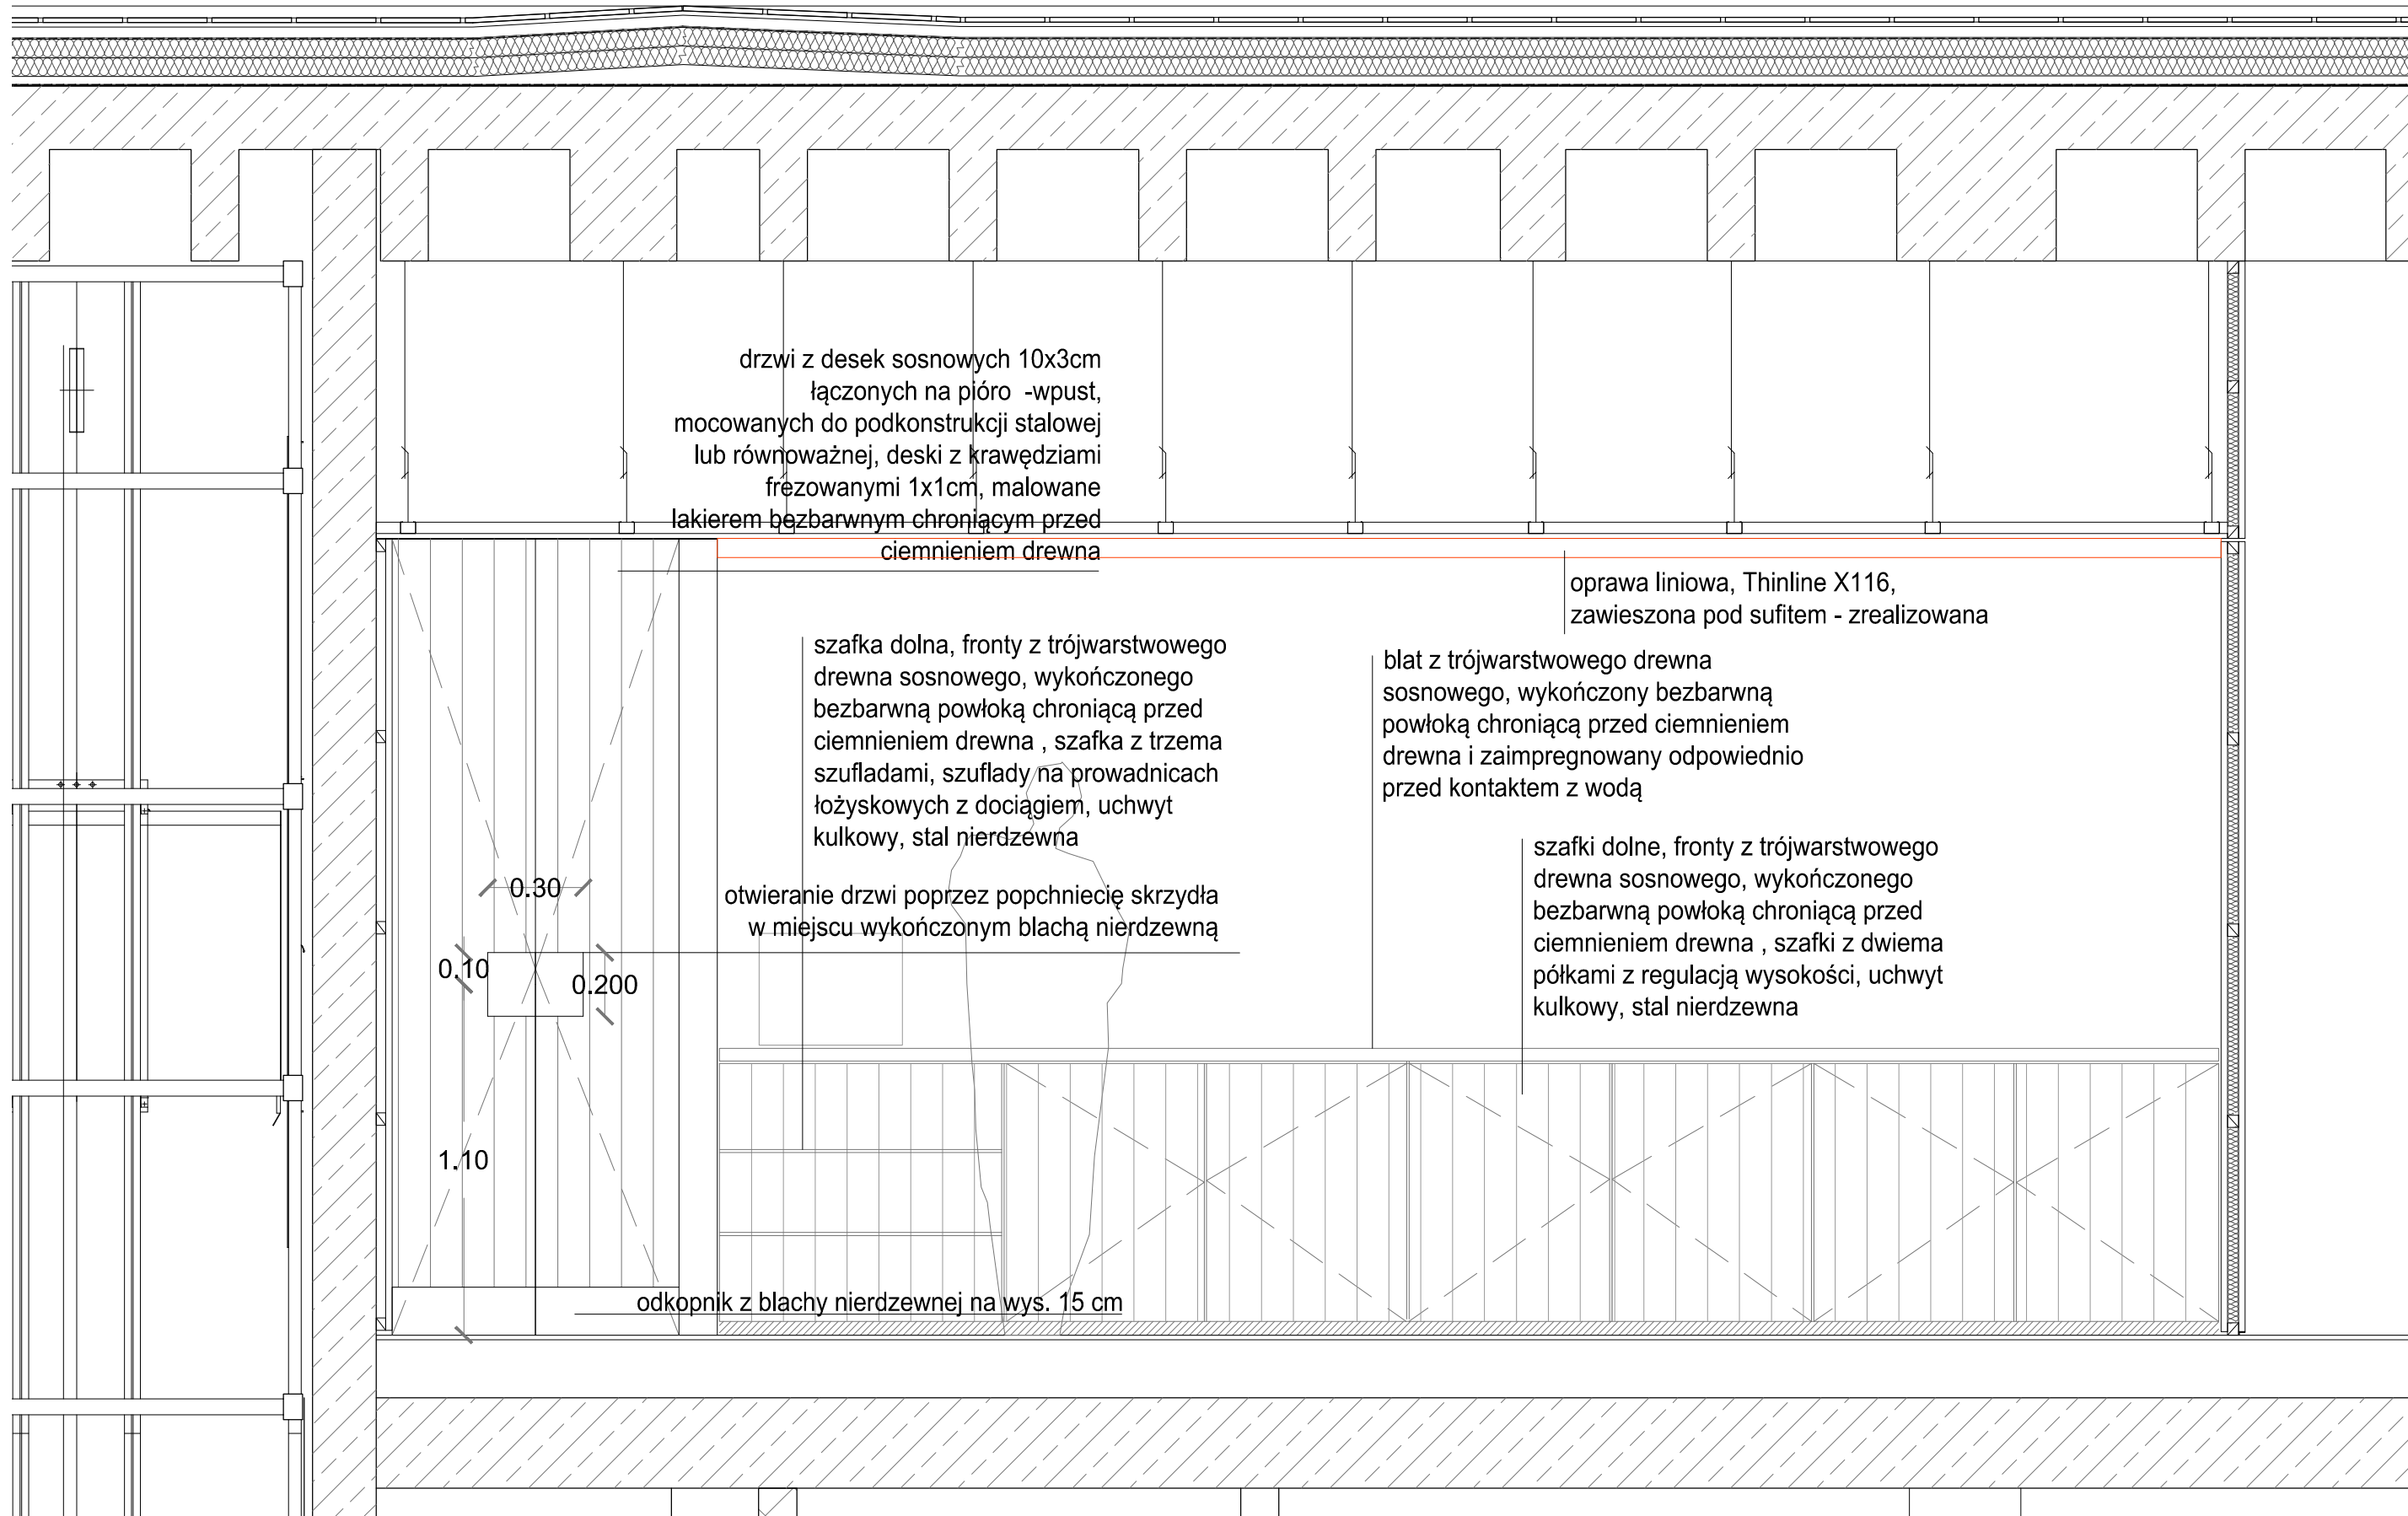 drzwi z desek sosnowych 10x3cm
łączonych na pióro -wpust,
mocowanych do podkonstrukcji stalowej
lub równoważnej, deski z krawędziami
frezowanymi 1x1cm, malowane
lakierem bezbarwnym chroniącym przed
ciemnieniem drewna
oprawa liniowa, Thinline X116,
zawieszona pod sufitem - zrealizowana
szafka dolna, fronty z trójwarstwowego
drewna sosnowego, wykończonego
bezbarwną powłoką chroniącą przed
ciemnieniem drewna , szafka z trzema
szufladami, szuflady na prowadnicach
łożyskowych z dociągiem, uchwyt
kulkowy, stal nierdzewna
blat z trójwarstwowego drewna
sosnowego, wykończony bezbarwną
powłoką chroniącą przed ciemnieniem
drewna i zaimpregnowany odpowiednio
przed kontaktem z wodą
szafki dolne, fronty z trójwarstwowego
drewna sosnowego, wykończonego
bezbarwną powłoką chroniącą przed
ciemnieniem drewna , szafki z dwiema
półkami z regulacją wysokości, uchwyt
kulkowy, stal nierdzewna
otwieranie drzwi poprzez popchniecię skrzydła
w miejscu wykończonym blachą nierdzewną
0.30
0.10
0.200
1.10
odkopnik z blachy nierdzewnej na wys. 15 cm